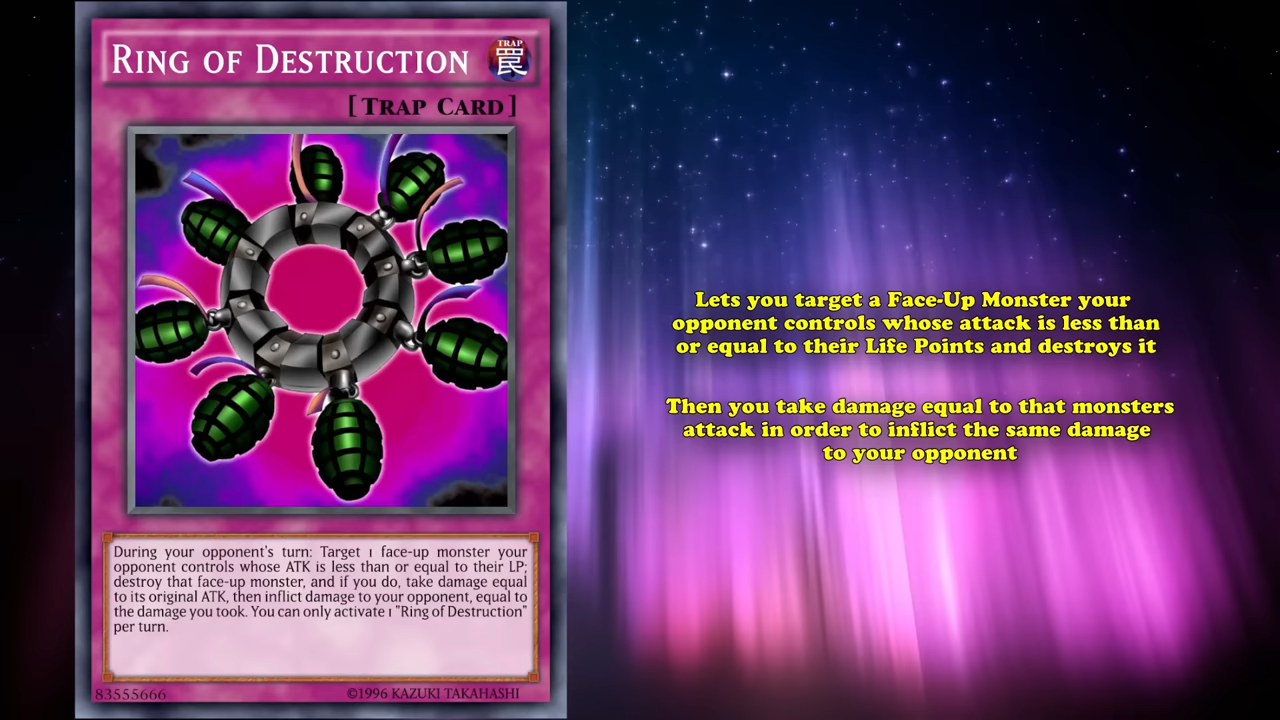 RING OF DESTRUCTION
TRAP
罠
[TRAP CARD]
During your opponent's turn: Target 1 face-up monster your
opponent controls whose ATK is less than or equal to their LP;
destroy that face-up monster, and if you do, take damage equal
to its original ATK, then inflict damage to your opponent, equal to
the damage you took. You can only activate 1 "Ring of Destruction"
per turn.
83555666
©1996 KAZUKI TAKAHASHI
Lets you target a Face-Up Monster your
opponent controls whose attack is less than
or equal to their Life Points and destroys it
Then you take damage equal to that monsters
attack in order to inflict the same damage
to your opponent